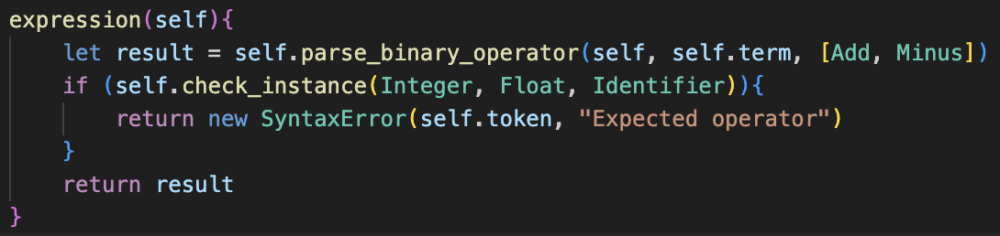 expression(self){
    let result = self.parse_binary_operator(self, self.term, [Add, Minus])
    if (self.check_instance(Integer, Float, Identifier)){
        return new SyntaxError(self.token, "Expected operator")
    }
    return result
}